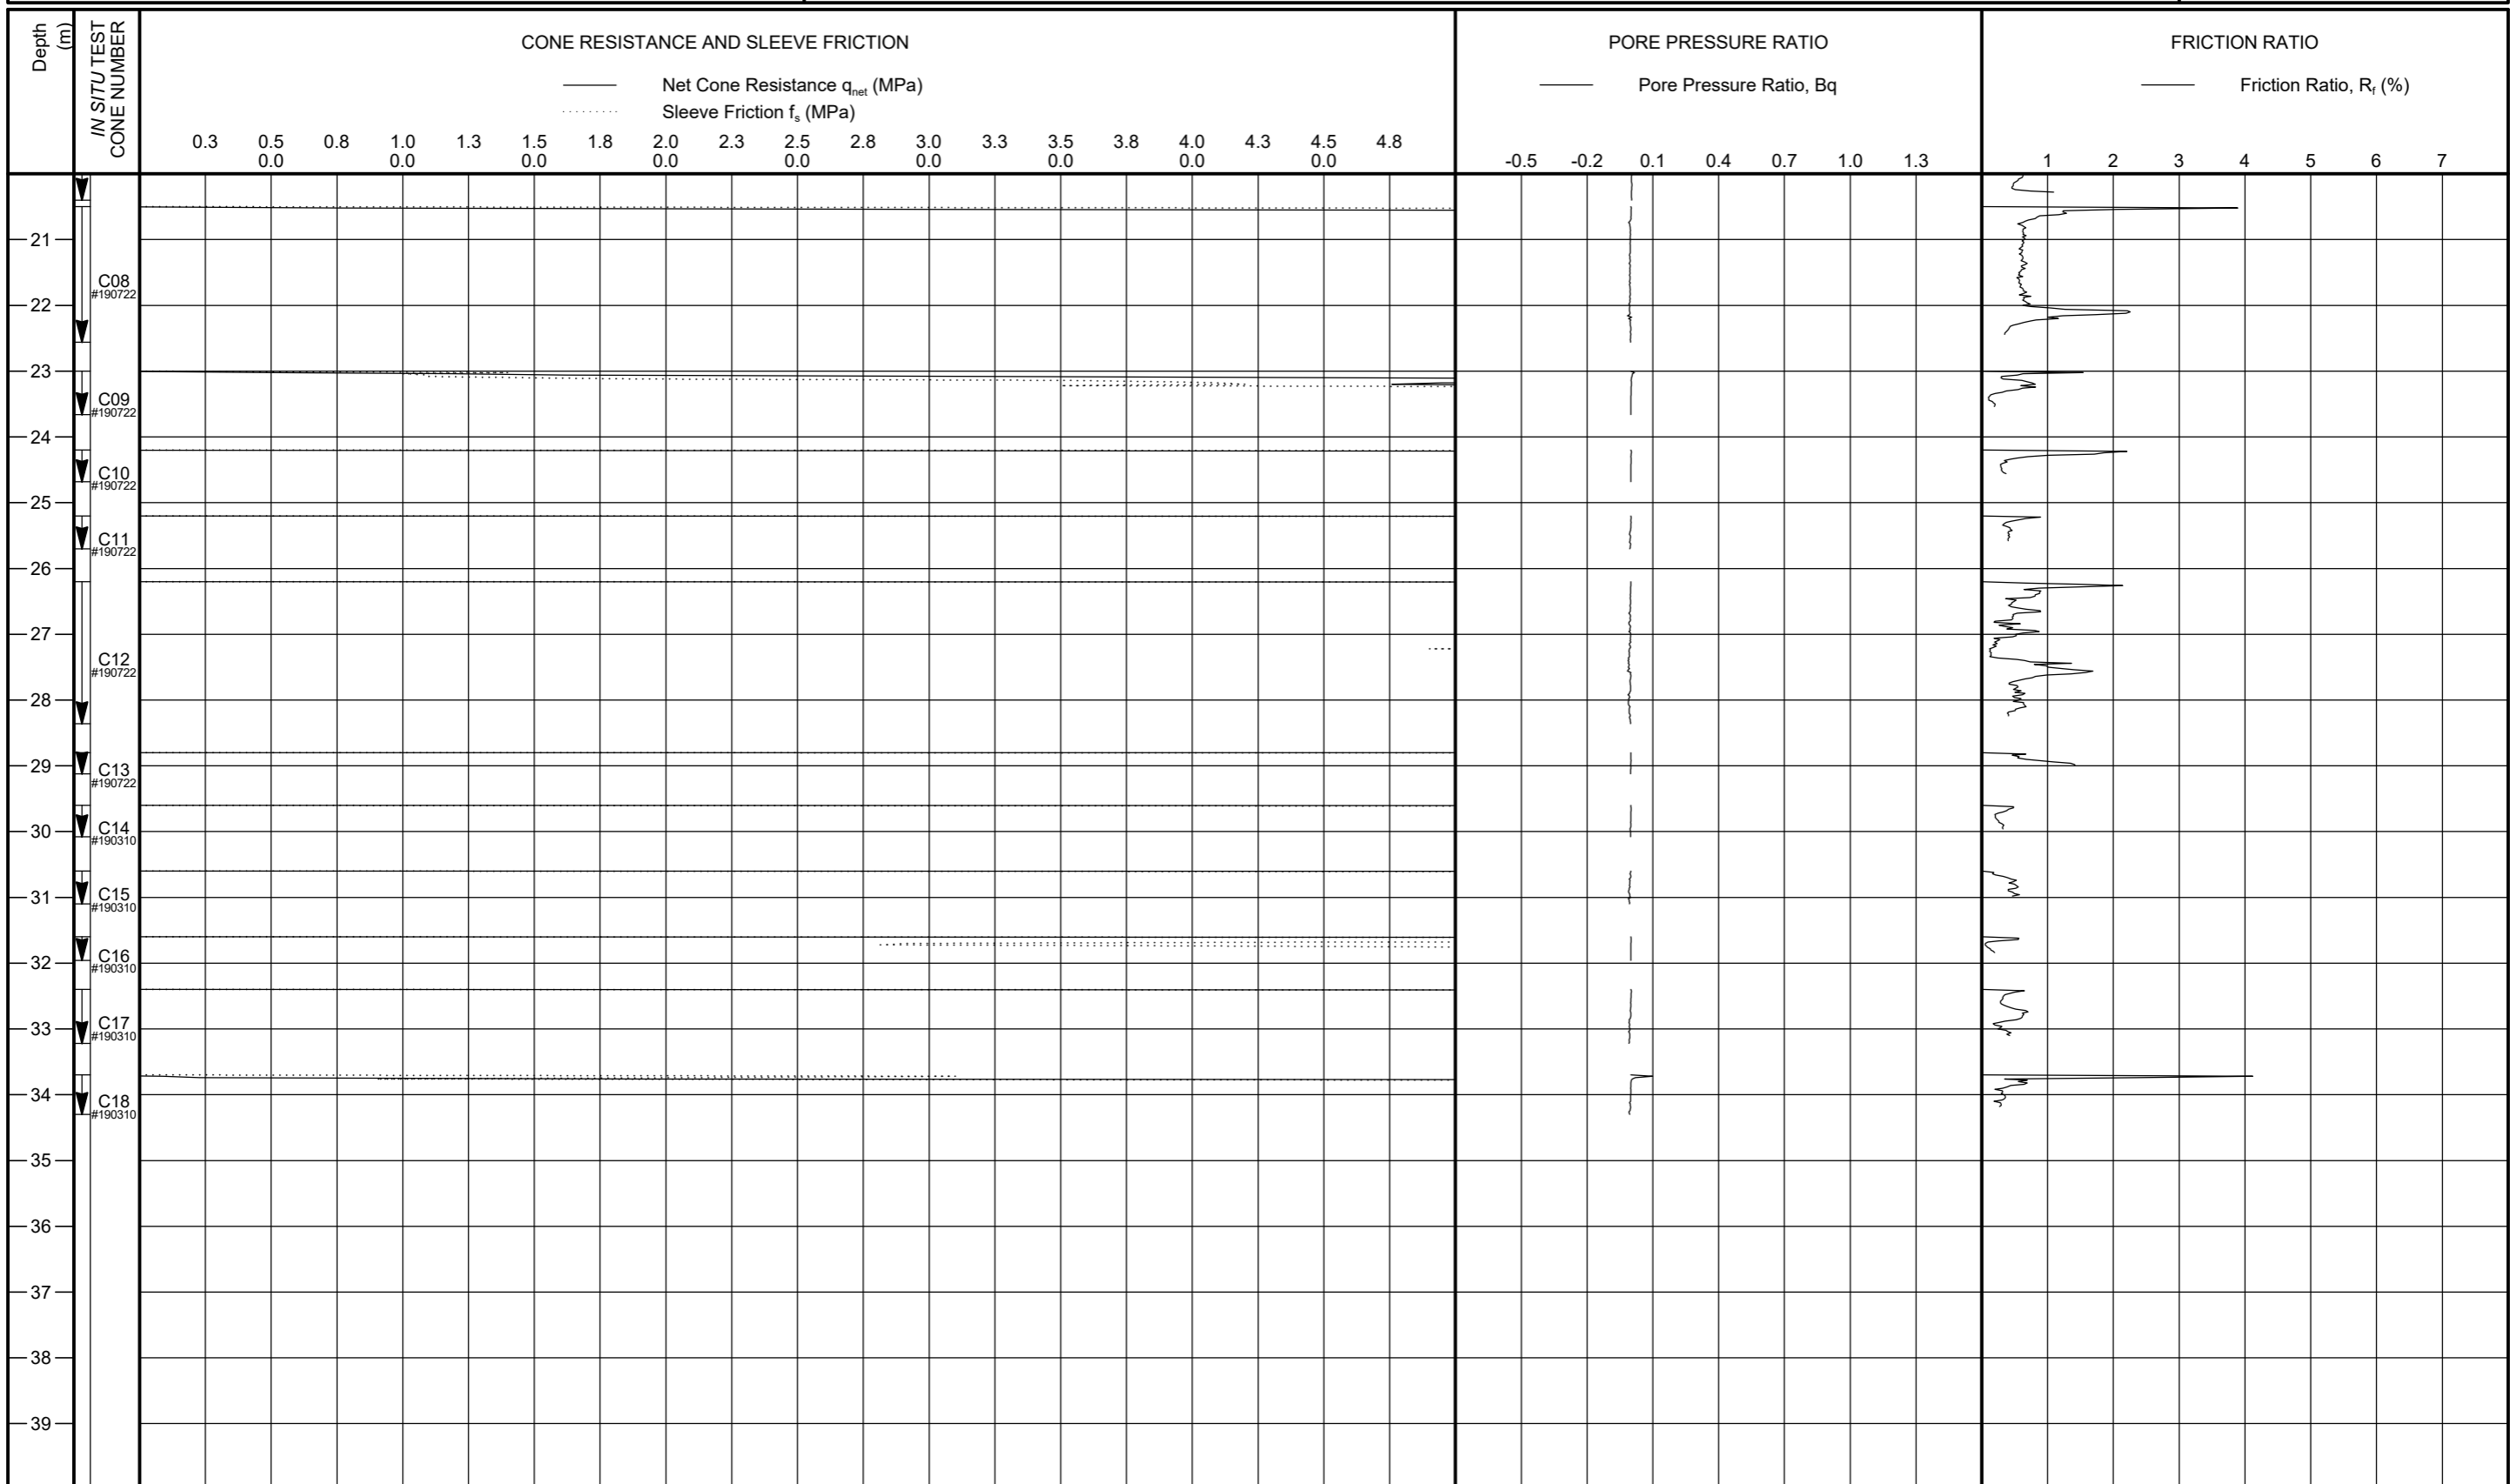 Depth
(m)
IN SITU TEST
CONE NUMBER
CONE RESISTANCE AND SLEEVE FRICTION
Net Cone Resistance qnet (MPa)
Sleeve Friction fs (MPa)
0.3 0.5 0.8 1.0 1.3 1.5 1.8 2.0 2.3 2.5 2.8 3.0 3.3 3.5 3.8 4.0 4.3 4.5 4.8
0.0 0.0 0.0 0.0 0.0 0.0 0.0 0.0 0.0
PORE PRESSURE RATIO
Pore Pressure Ratio, Bq
-0.5 -0.2 0.1 0.4 0.7 1.0 1.3
FRICTION RATIO
Friction Ratio, Rf (%)
1 2 3 4 5 6 7
21
C08
#190722
22
23
C09
#190722
24
C10
#190722
25
C11
#190722
26
27
C12
#190722
28
29
C13
#190722
30
C14
#190310
31
C15
#190310
C16
#190310
32
33
C17
#190310
34
C18
#190310
35
36
37
38
39